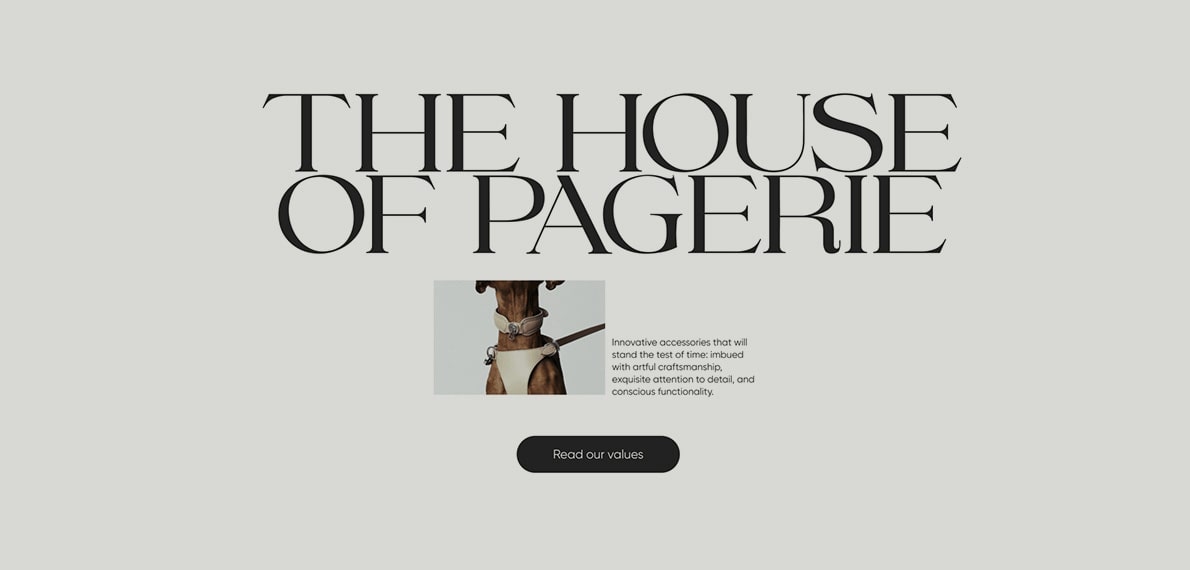 THE HOUSE
OF PAGERIE
Innovative accessories that will
stand the test of time: imbued
with artful craftsmanship,
exquisite attention to detail, and
conscious functionality.
Read our values